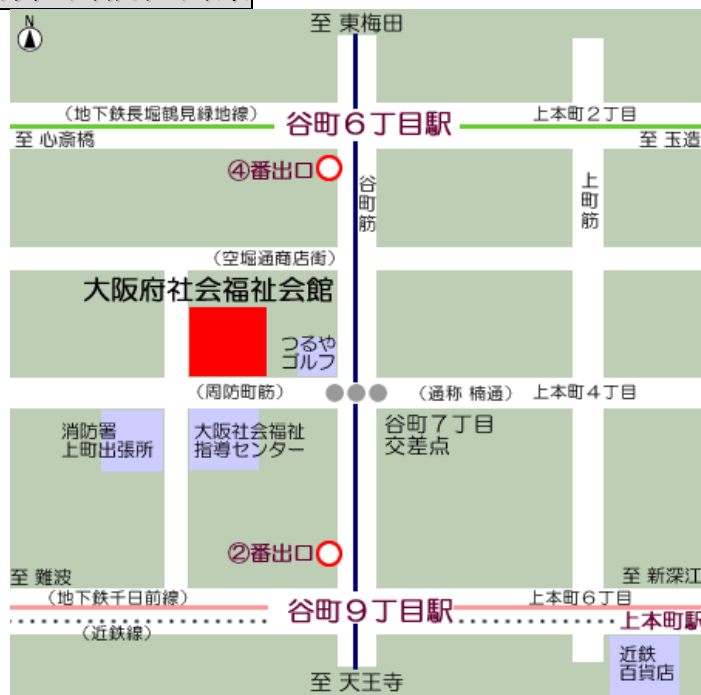 N
至 東梅田
（地下鉄長堀鶴見緑地線）
谷町６丁目駅
上本町２丁目
至 心斎橋
至 玉造
④番出口
谷町筋
上町筋
（空堀通商店街）
大阪府社会福祉会館
つるや
ゴルフ
（周防町筋）
（通称 楠通）
上本町４丁目
消防署
上町出張所
大阪社会福祉
指導センター
谷町７丁目
交差点
②番出口
至 難波
至 新深江
（地下鉄千日前線）
谷町９丁目駅
上本町６丁目
上本町駅
（近鉄線）
近鉄
百貨店
至 天王寺